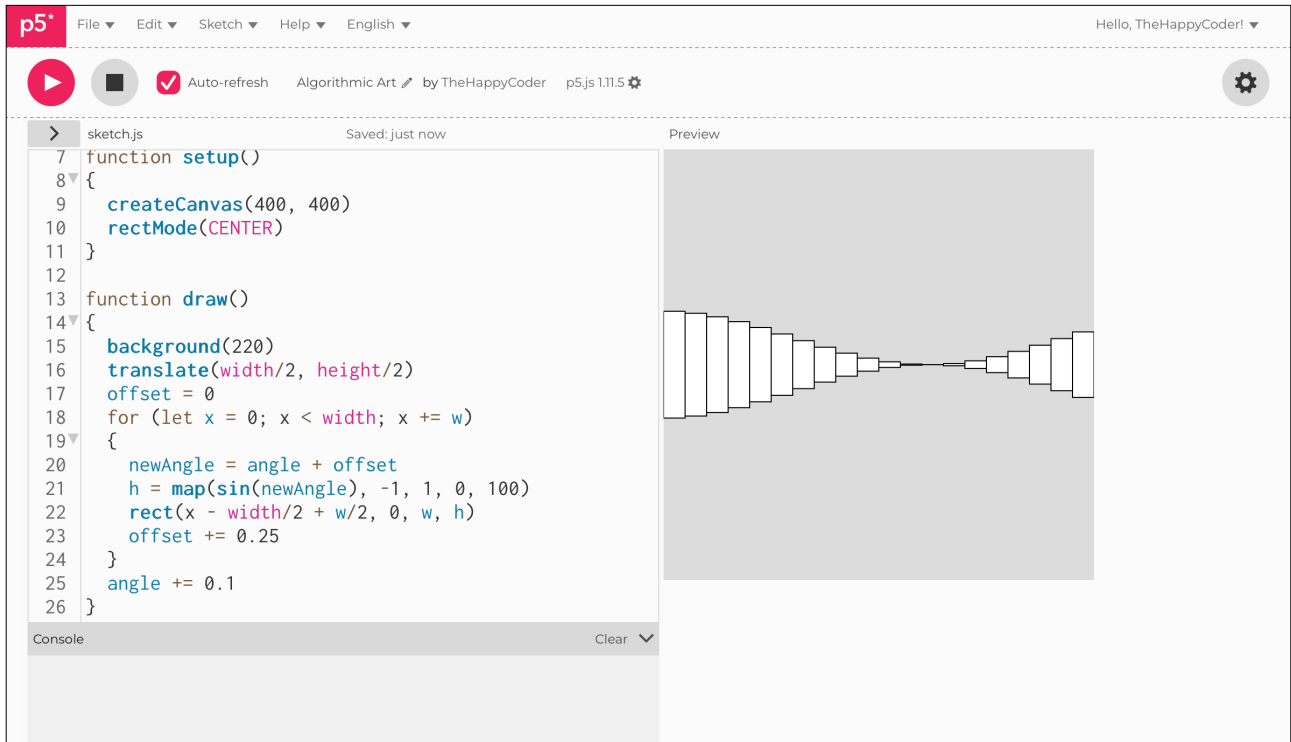 p5* File Edit Sketch Help English Hello, TheHappyCoder!
Auto-refresh Algorithmic Art by TheHappyCoder p5.js 1.11.5
sketch.js Saved: just now Preview
7 function setup()
8 {
9 createCanvas(400, 400)
10 rectMode(CENTER)
11 }
12
13 function draw()
14 {
15 background(220)
16 translate(width/2, height/2)
17 offset = 0
18 for (let x = 0; x < width; x += w)
19 {
20 newAngle = angle + offset
21 h = map(sin(newAngle), -1, 1, 0, 100)
22 rect(x - width/2 + w/2, 0, w, h)
23 offset += 0.25
24 }
25 angle += 0.1
26 }
Console Clear